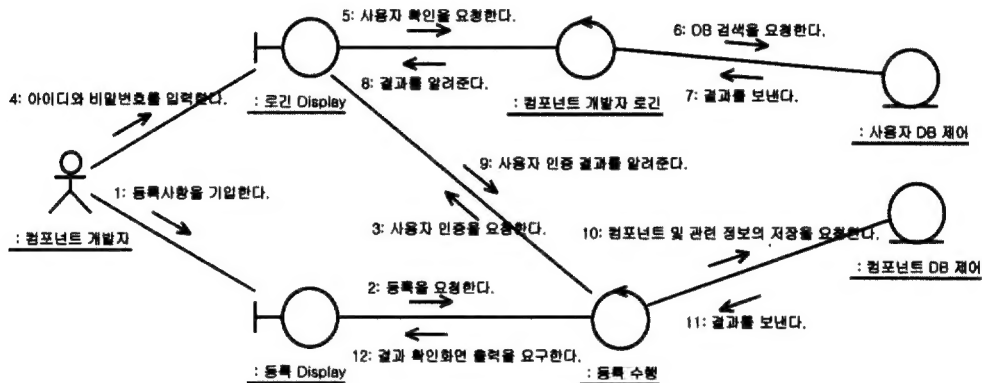 5: 사용자 확인을 요청한다.
6: DB 검색을 요청한다.
8: 결과를 알려준다.
7: 결과를 보낸다.
4: 아이디와 비밀번호를 입력한다.
: 로긴 Display
: 컴포넌트 개발자 로긴
: 사용자 DB 제어
9: 사용자 인증 결과를 알려준다.
1: 등록사항을 기입한다.
3: 사용자 인증을 요청한다.
: 컴포넌트 개발자
10: 컴포넌트 및 관련 정보의 저장을 요청한다.
: 컴포넌트 DB 제어
2: 등록을 요청한다.
11: 결과를 보낸다.
12: 결과 확인화면 출력을 요구한다.
: 등록 Display
: 등록 수행